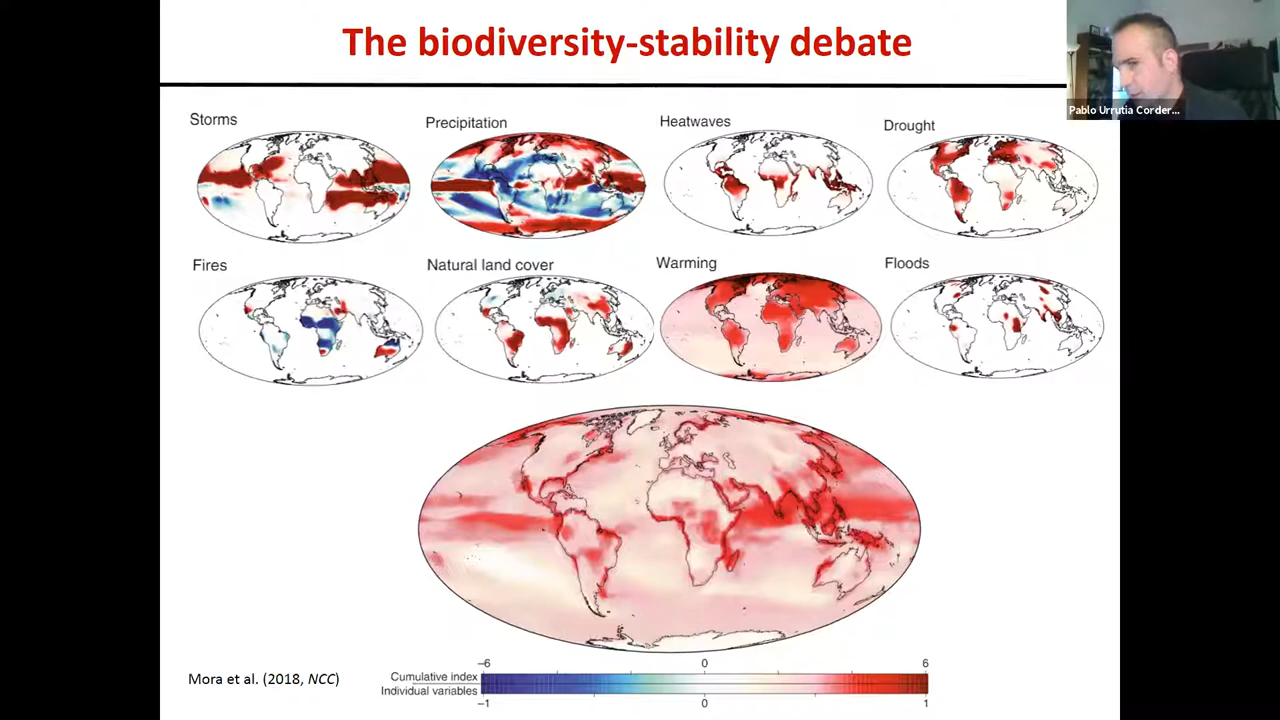 The biodiversity-stability debate
Pablo Urrutia Corder...
Storms
Precipitation
Heatwaves
Drought
Fires
Natural land cover
Warming
Floods
−6 0 6
Cumulative index
Individual variables
−1 0 1
Mora et al. (2018, NCC)